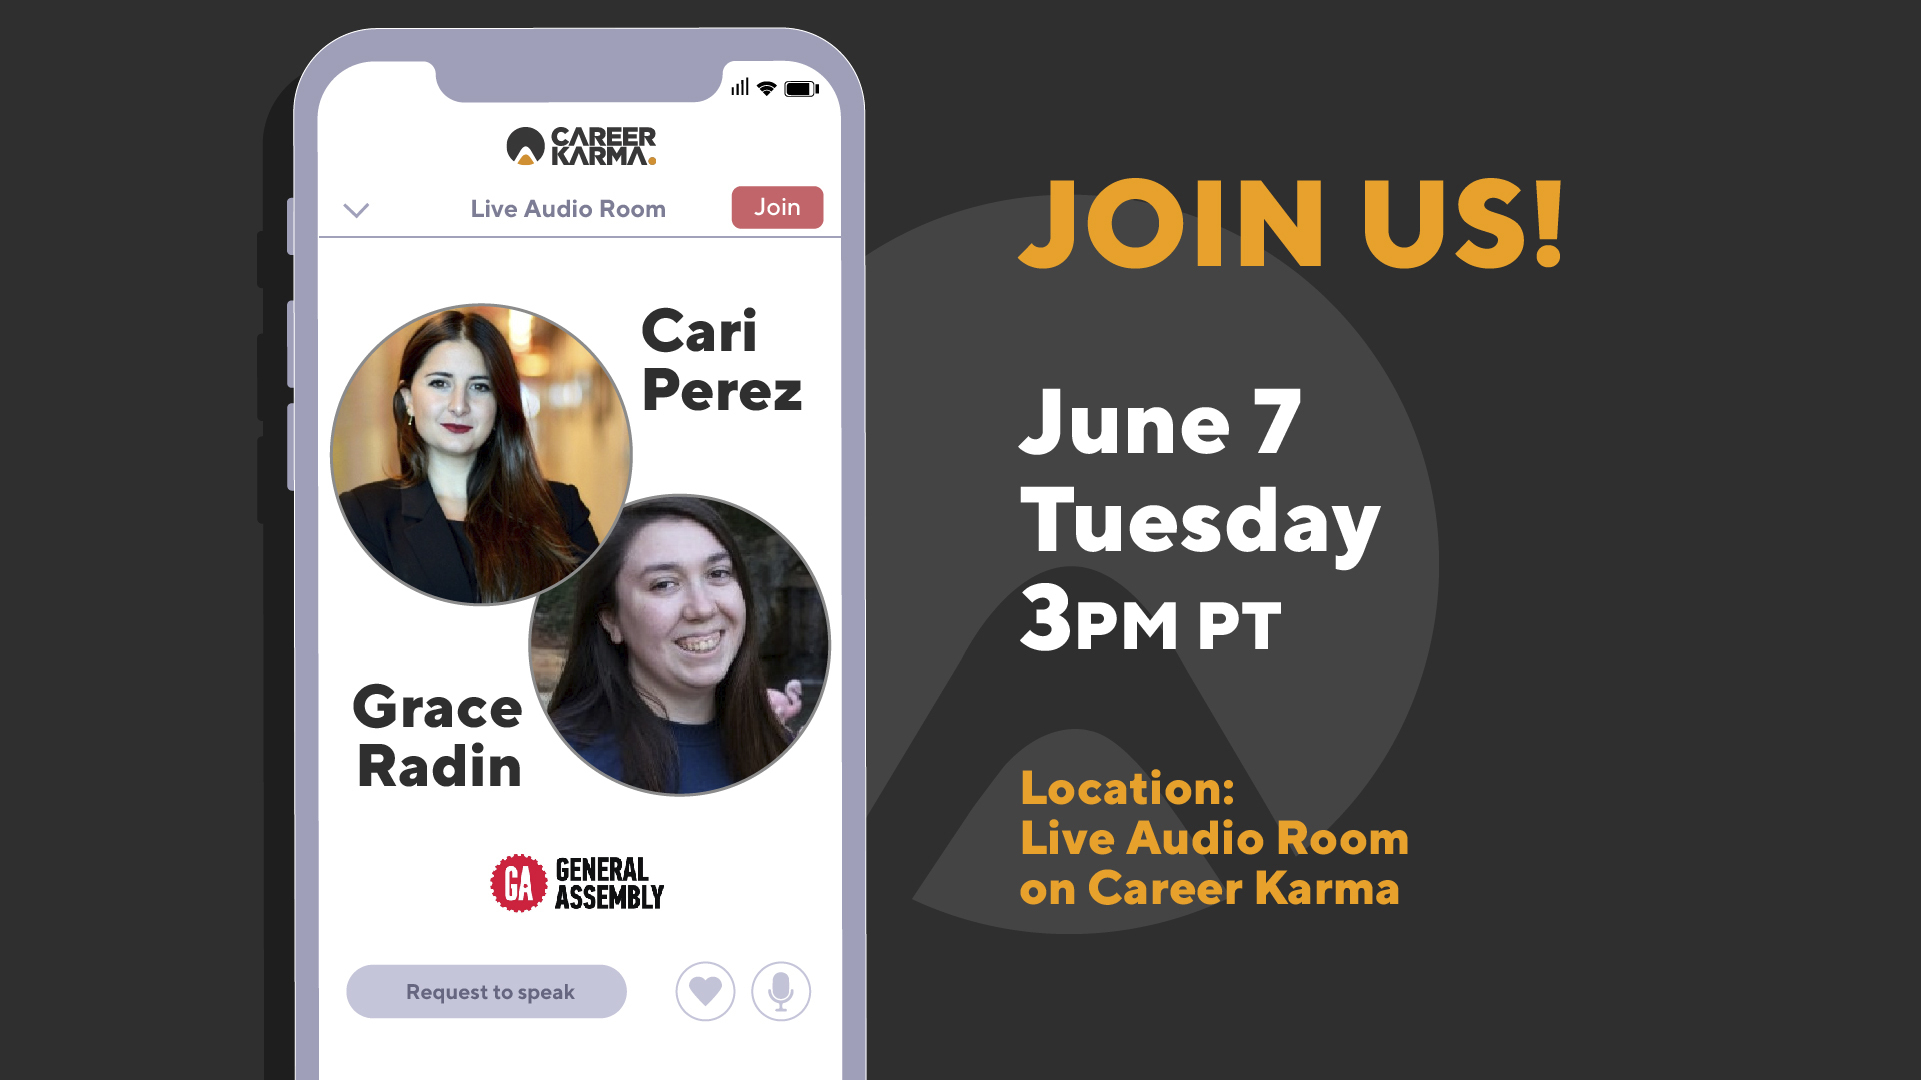 CAREER
KARMA.
Live Audio Room
Join
Cari
Perez
Grace
Radin
GA
GENERAL
ASSEMBLY
Request to speak
JOIN US!
June 7
Tuesday
3PM PT
Location:
Live Audio Room
on Career Karma